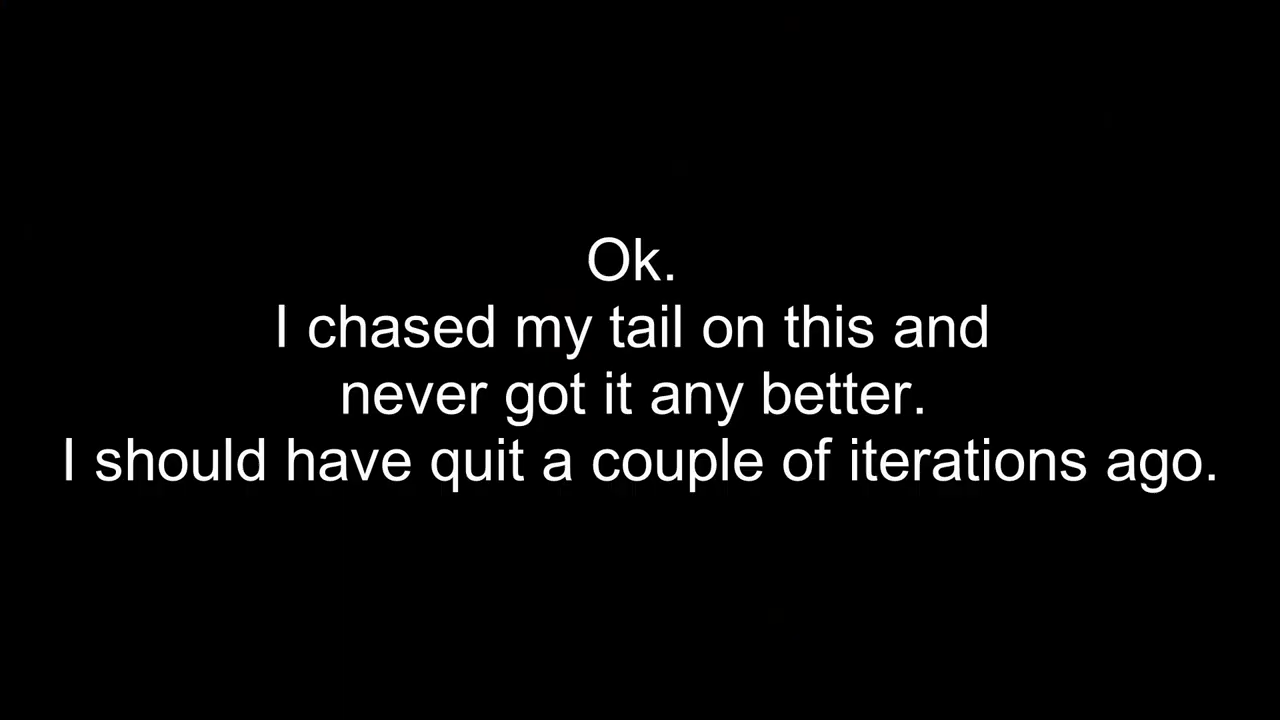 Ok.
I chased my tail on this and
never got it any better.
I should have quit a couple of iterations ago.